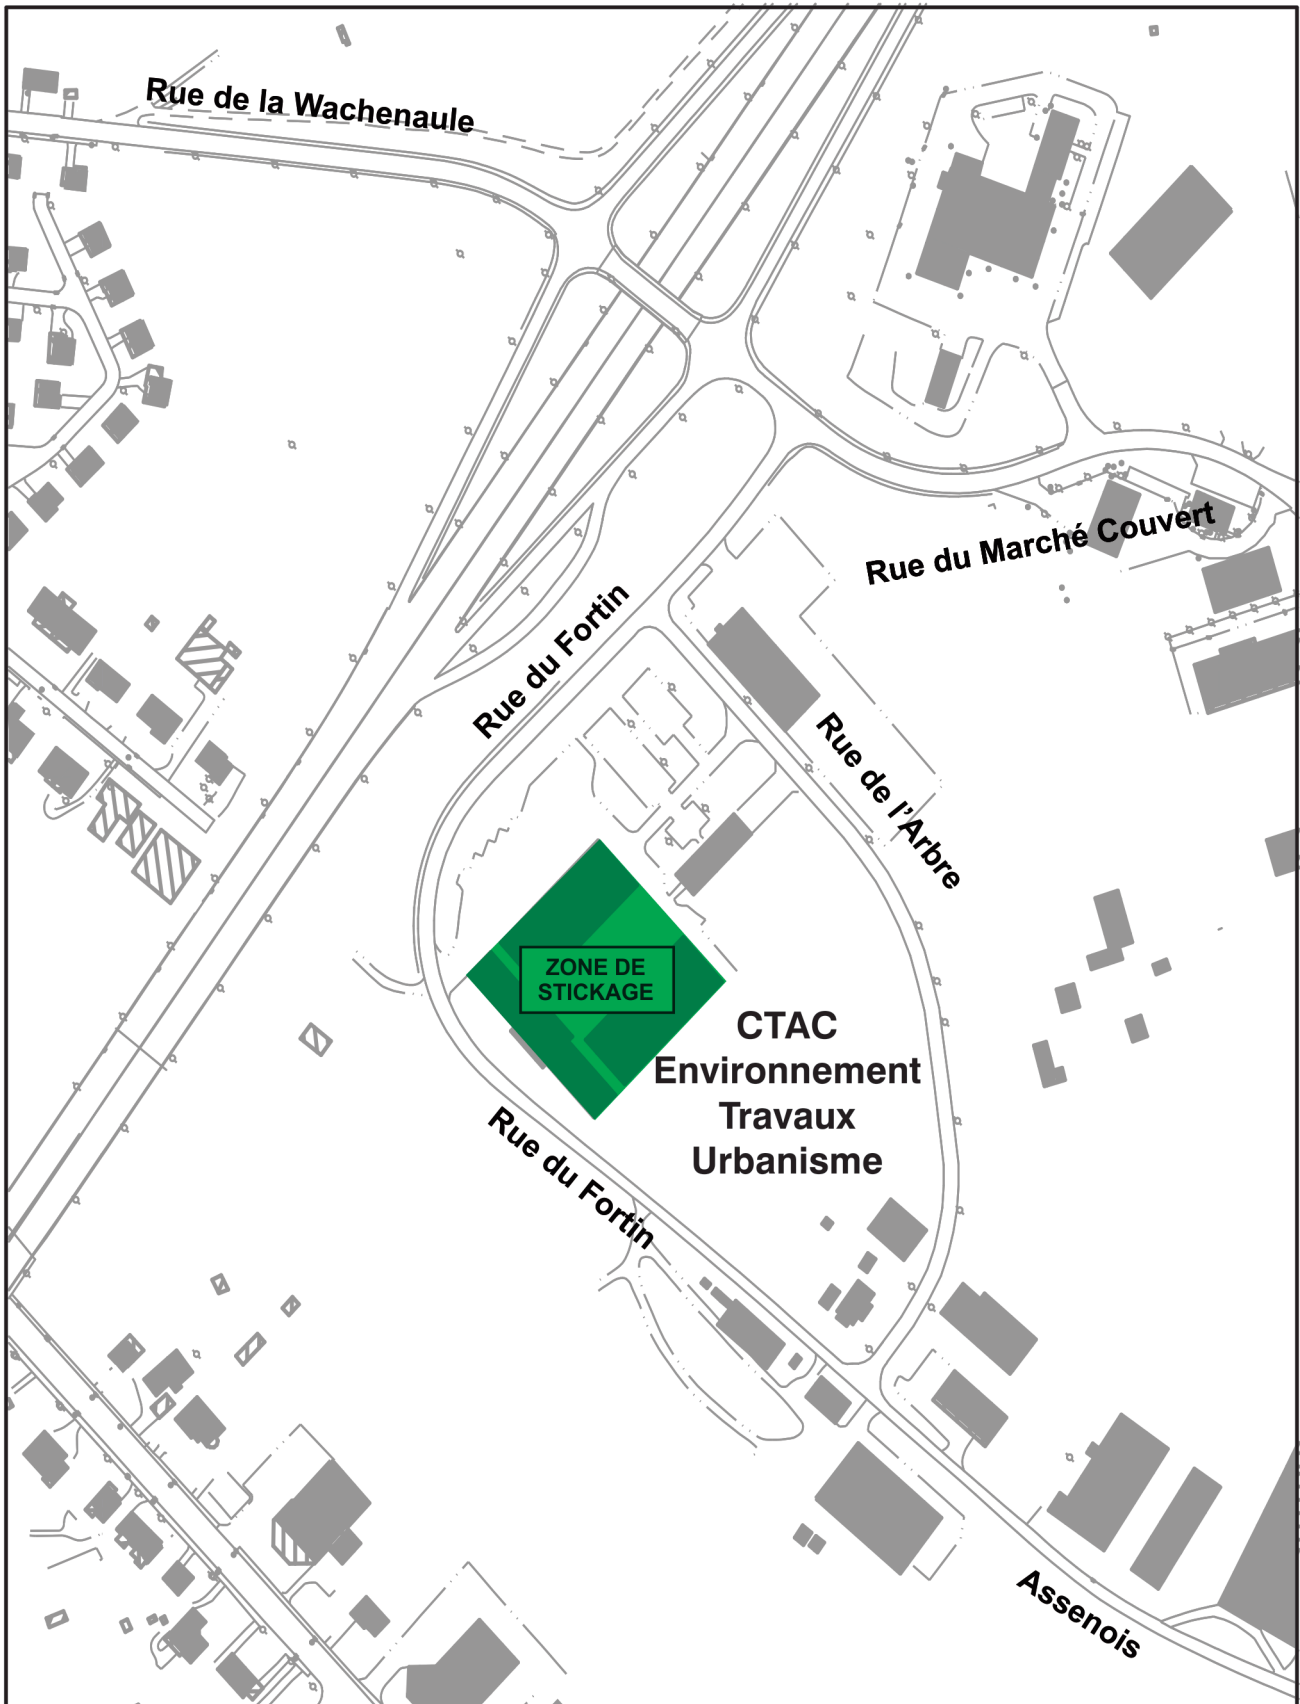 Rue de la Wachenaule
Rue du Marché Couvert
Rue du Fortin
Rue de l'Arbre
ZONE DE
STICKAGE
CTAC
Environnement
Travaux
Urbanisme
Rue du Fortin
Assenois